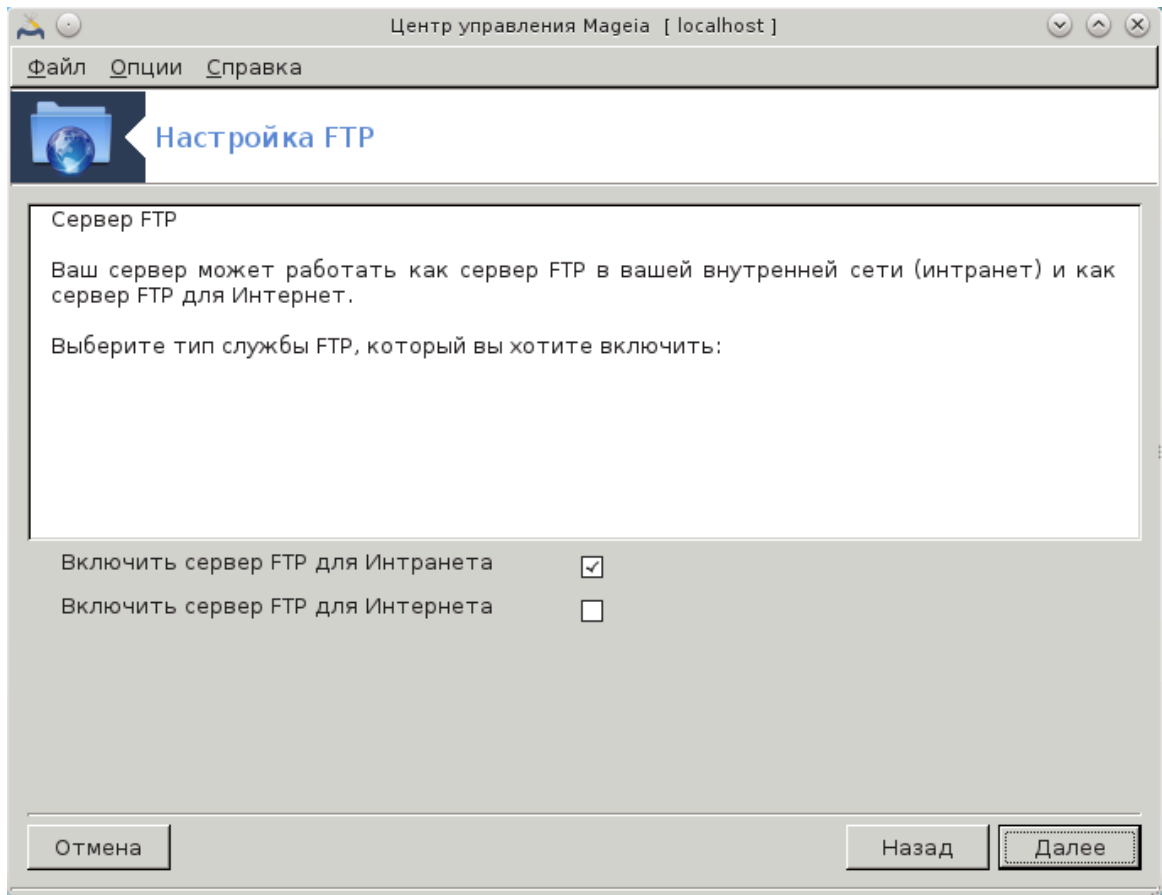 Центр управления Mageia [ localhost ]
Файл Опции Справка
Настройка FTP
Сервер FTP
Ваш сервер может работать как сервер FTP в вашей внутренней сети (интранет) и как
сервер FTP для Интернет.
Выберите тип службы FTP, который вы хотите включить:
Включить сервер FTP для Интранета
Включить сервер FTP для Интернета
Отмена Назад Далее